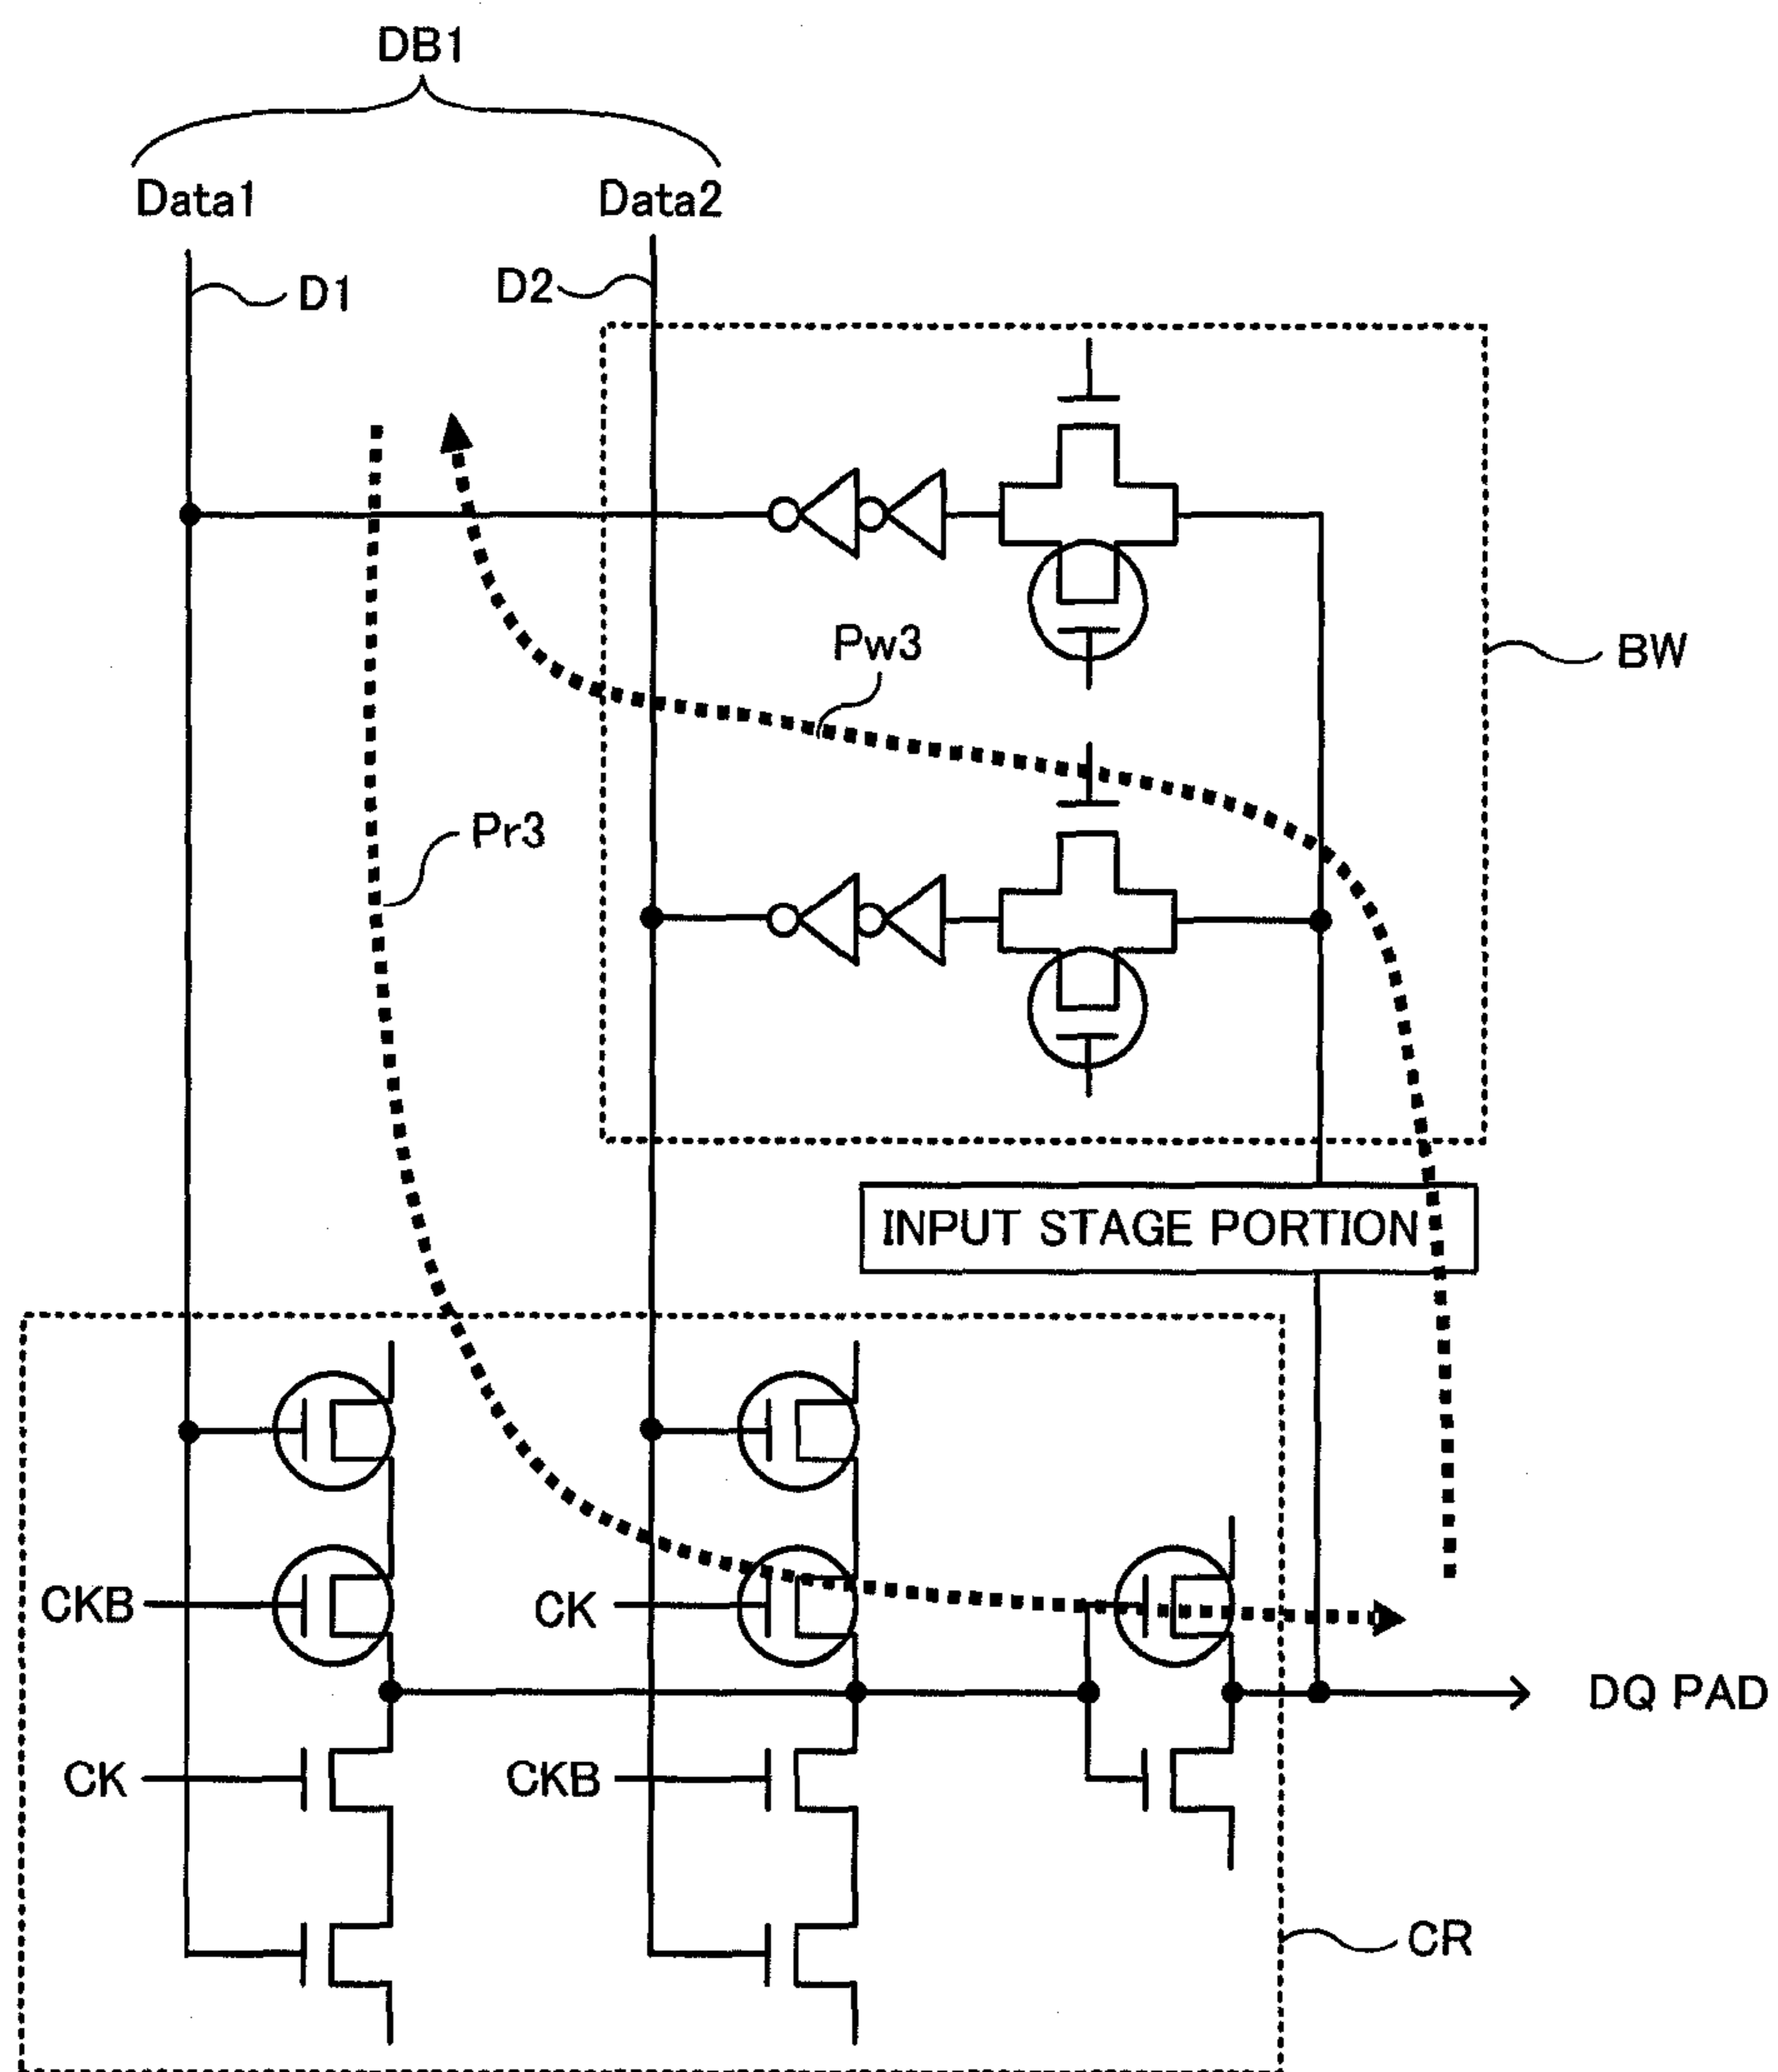 DB1
Data1 Data2
D1 D2
Pw3
BW
Pr3
INPUT STAGE PORTION
CKB CK
DQ PAD
CK CKB
CR